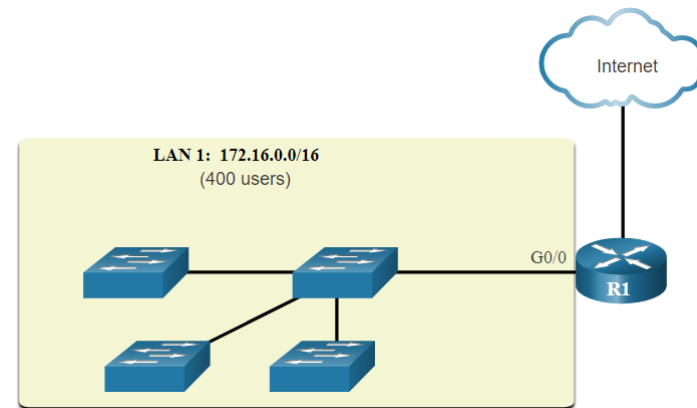 Internet
LAN 1: 172.16.0.0/16
(400 users)
G0/0
R1